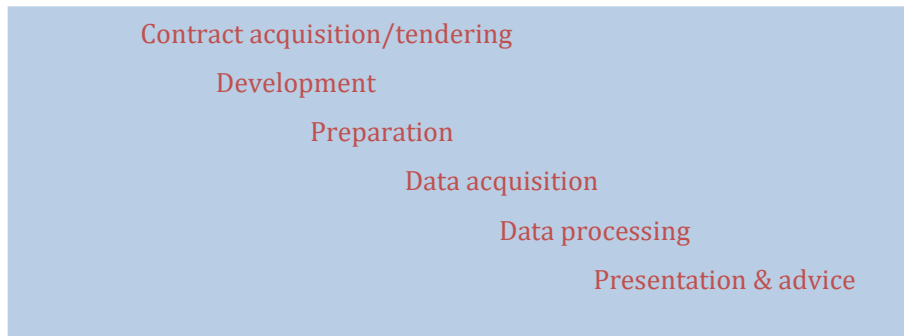 Contract acquisition/tendering
Development
Preparation
Data acquisition
Data processing
Presentation & advice